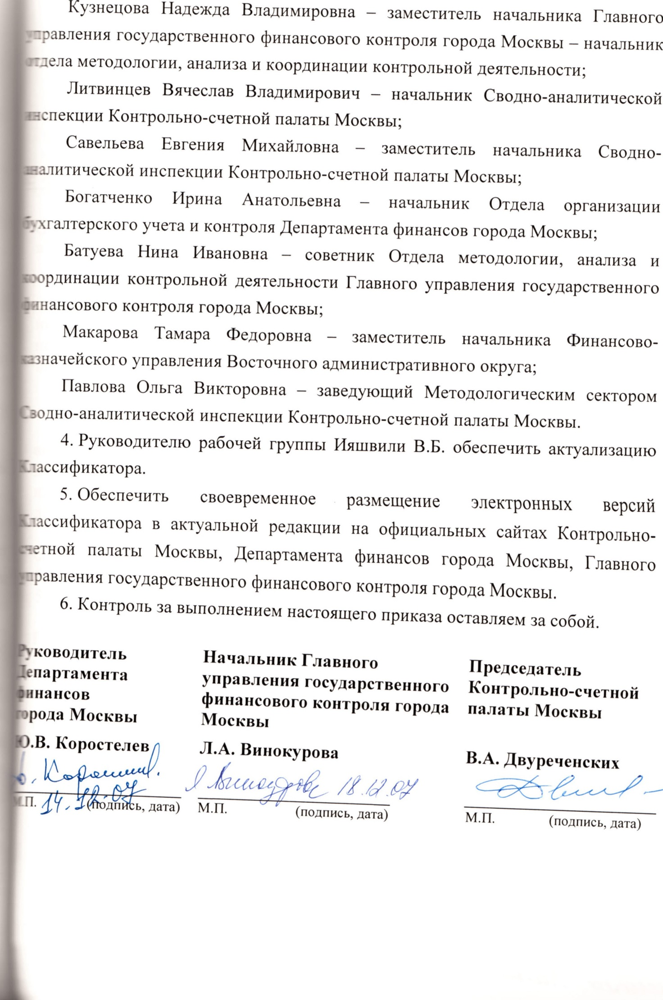 Кузнецова Надежда Владимировна – заместитель начальника Главного
управления государственного финансового контроля города Москвы – начальник
отдела методологии, анализа и координации контрольной деятельности;
Литвинцев Вячеслав Владимирович – начальник Сводно-аналитической
инспекции Контрольно-счетной палаты Москвы;
Савельева Евгения Михайловна – заместитель начальника Сводно-
аналитической инспекции Контрольно-счетной палаты Москвы;
Богатченко Ирина Анатольевна – начальник Отдела организации
бухгалтерского учета и контроля Департамента финансов города Москвы;
Батуева Нина Ивановна – советник Отдела методологии, анализа и
координации контрольной деятельности Главного управления государственного
финансового контроля города Москвы;
Макарова Тамара Федоровна – заместитель начальника Финансово-
казначейского управления Восточного административного округа;
Павлова Ольга Викторовна – заведующий Методологическим сектором
Сводно-аналитической инспекции Контрольно-счетной палаты Москвы.
4. Руководителю рабочей группы Ияшвили В.Б. обеспечить актуализацию
Классификатора.
5. Обеспечить своевременное размещение электронных версий
Классификатора в актуальной редакции на официальных сайтах Контрольно-
счетной палаты Москвы, Департамента финансов города Москвы, Главного
управления государственного финансового контроля города Москвы.
6. Контроль за выполнением настоящего приказа оставляем за собой.
Руководитель
Департамента
финансов
города Москвы
Ю.В. Коростелев
14.12.07
М.П. (подпись, дата)
Начальник Главного
управления государственного
финансового контроля города
Москвы
Л.А. Винокурова
Винокурова 18.12.07
М.П. (подпись, дата)
Председатель
Контрольно-счетной
палаты Москвы
В.А. Двуреченских
М.П. (подпись, дата)